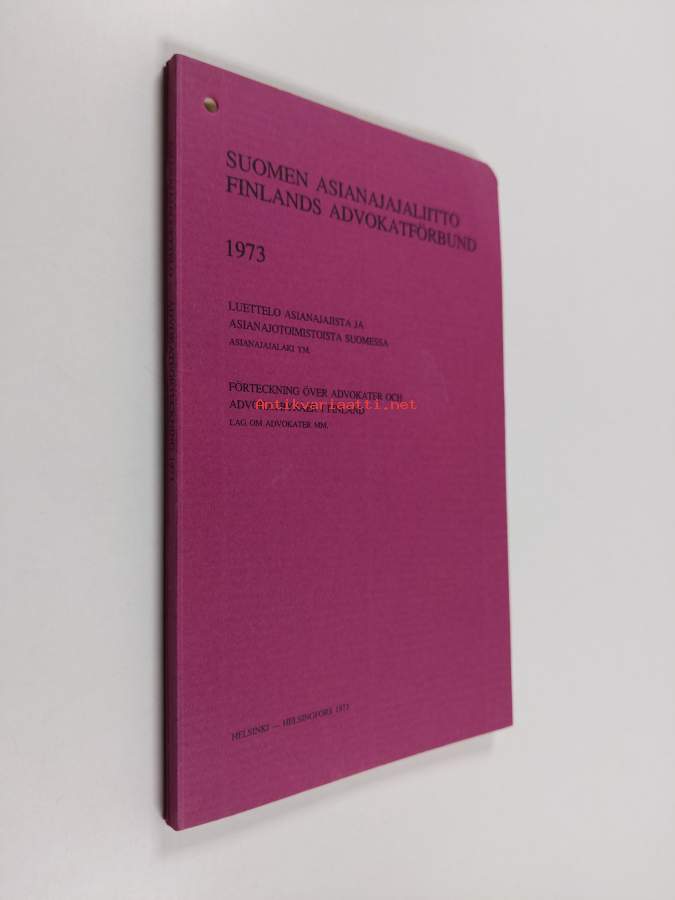 SUOMEN ASIANAJAJALIITTO
FINLANDS ADVOKATFÖRBUND
1973
LUETTELO ASIANAJAJISTA JA
ASIANAJOTOIMISTOISTA SUOMESSA
ASIANAJAJALAKI YM.
FÖRTECKNING ÖVER ADVOKATER OCH
Antikvariaatti.net
FINLAND
LAG OM ADVOKATER MM.
HELSINKI — HELSINGFORS 1973